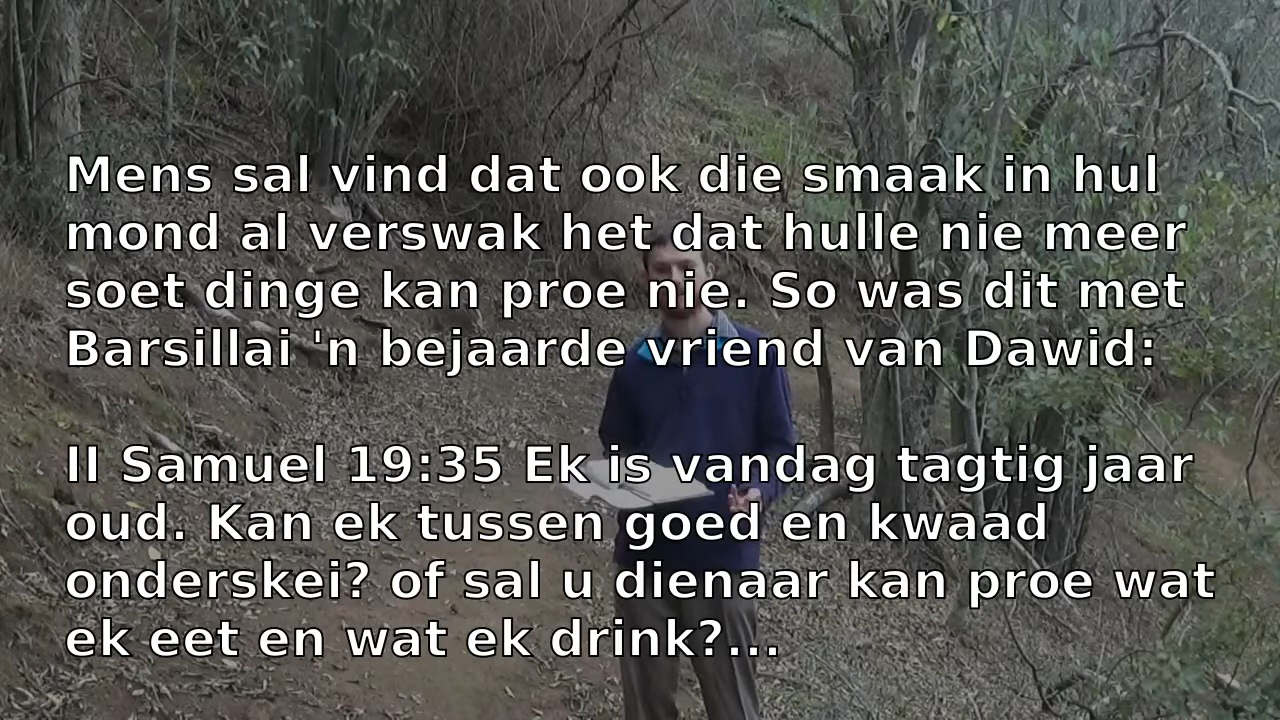 Mens sal vind dat ook die smaak in hul
mond al verswak het dat hulle nie meer
soet dinge kan proe nie. So was dit met
Barsillai 'n bejaarde vriend van Dawid:
II Samuel 19:35 Ek is vandag tagtig jaar
oud. Kan ek tussen goed en kwaad
onderskei? of sal u dienaar kan proe wat
ek eet en wat ek drink?...